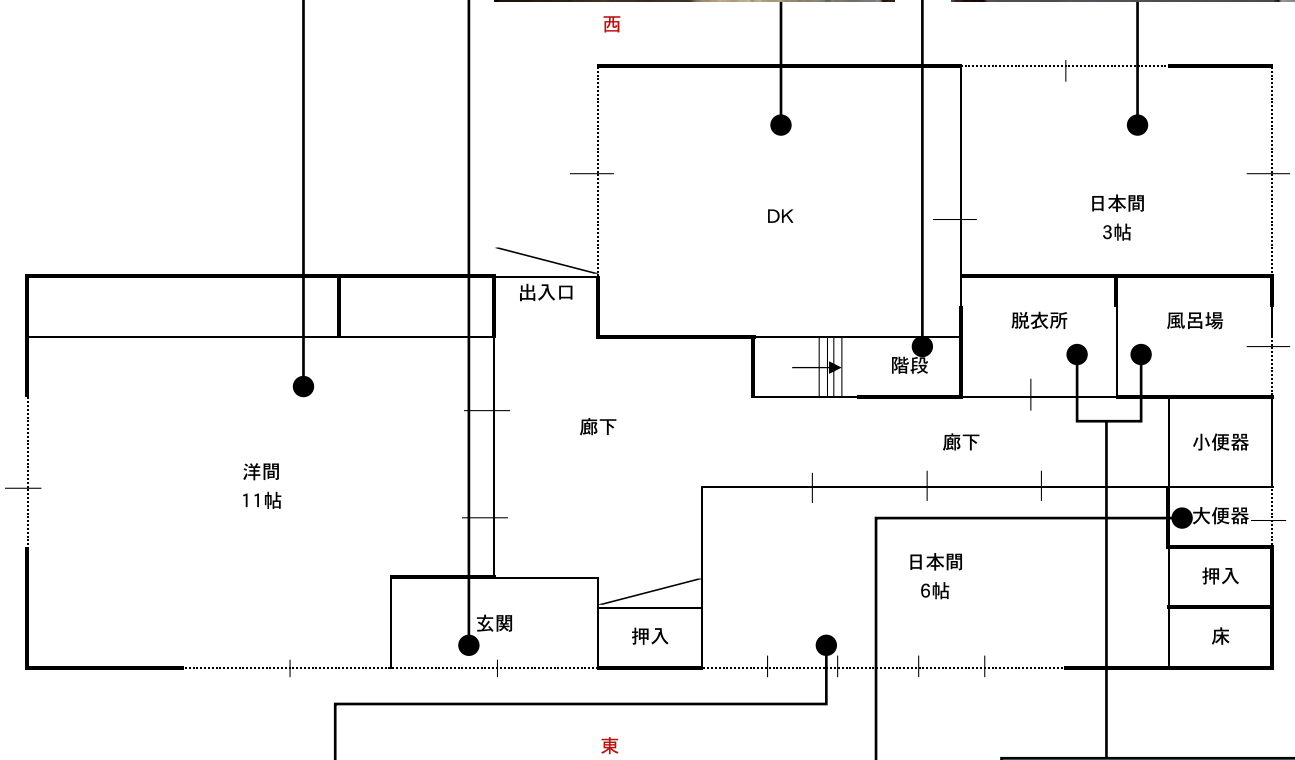 西
DK
日本間
3帖
出入口
脱衣所
風呂場
階段
廊下
廊下
小便器
洋間
11帖
大便器
日本間
6帖
押入
玄関
押入
床
東